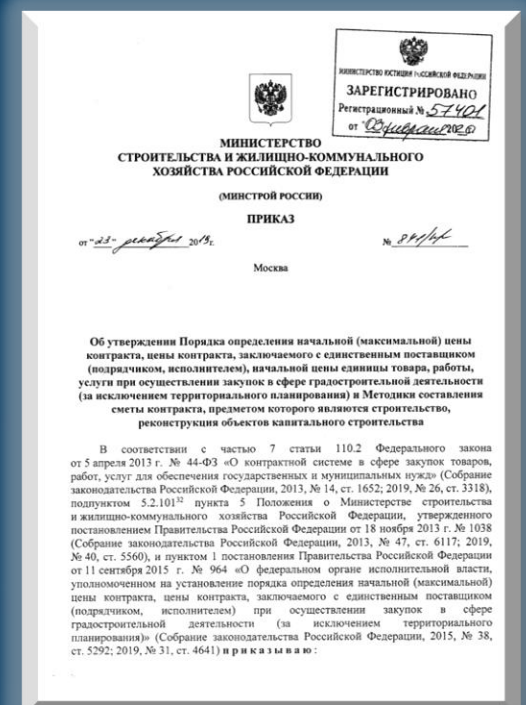 МИНИСТЕРСТВО ЮСТИЦИИ РОССИЙСКОЙ ФЕДЕРАЦИИ
ЗАРЕГИСТРИРОВАНО
Регистрационный № 57401
от "03 февраля 2020
МИНИСТЕРСТВО
СТРОИТЕЛЬСТВА И ЖИЛИЩНО-КОММУНАЛЬНОГО
ХОЗЯЙСТВА РОССИЙСКОЙ ФЕДЕРАЦИИ
(МИНСТРОЙ РОССИИ)
ПРИКАЗ
от "23" декабря 2019 г. № 841/пр
Москва
Об утверждении Порядка определения начальной (максимальной) цены
контракта, цены контракта, заключаемого с единственным поставщиком
(подрядчиком, исполнителем), начальной цены единицы товара, работы,
услуги при осуществлении закупок в сфере градостроительной деятельности
(за исключением территориального планирования) и Методики составления
сметы контракта, предметом которого являются строительство,
реконструкция объектов капитального строительства
В соответствии с частью 7 статьи 110.2 Федерального закона
от 5 апреля 2013 г. № 44-ФЗ «О контрактной системе в сфере закупок товаров,
работ, услуг для обеспечения государственных и муниципальных нужд» (Собрание
законодательства Российской Федерации, 2013, № 14, ст. 1652; 2019, № 26, ст. 3318),
подпунктом 5.2.101³² пункта 5 Положения о Министерстве строительства
и жилищно-коммунального хозяйства Российской Федерации, утвержденного
постановлением Правительства Российской Федерации от 18 ноября 2013 г. № 1038
(Собрание законодательства Российской Федерации, 2013, № 47, ст. 6117; 2019,
№ 40, ст. 5560), и пунктом 1 постановления Правительства Российской Федерации
от 11 сентября 2015 г. № 964 «О федеральном органе исполнительной власти,
уполномоченном на установление порядка определения начальной (максимальной)
цены контракта, цены контракта, заключаемого с единственным поставщиком
(подрядчиком, исполнителем) при осуществлении закупок в сфере
градостроительной деятельности (за исключением территориального
планирования)» (Собрание законодательства Российской Федерации, 2015, № 38,
ст. 5292; 2019, № 31, ст. 4641) приказываю: